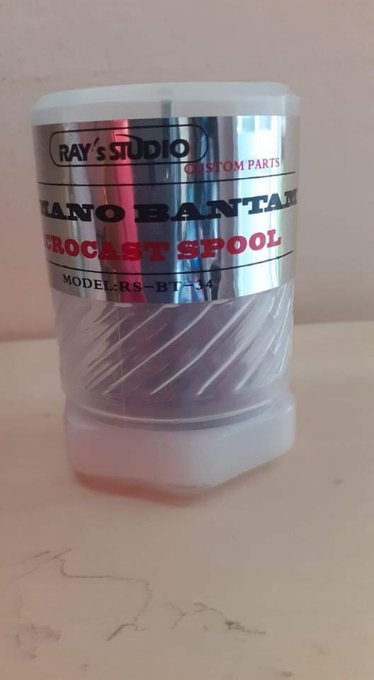 RAY's STUDIO
CUSTOM PARTS
MANO BANTAM
CROCAST SPOOL
MODEL:RS-BT-34